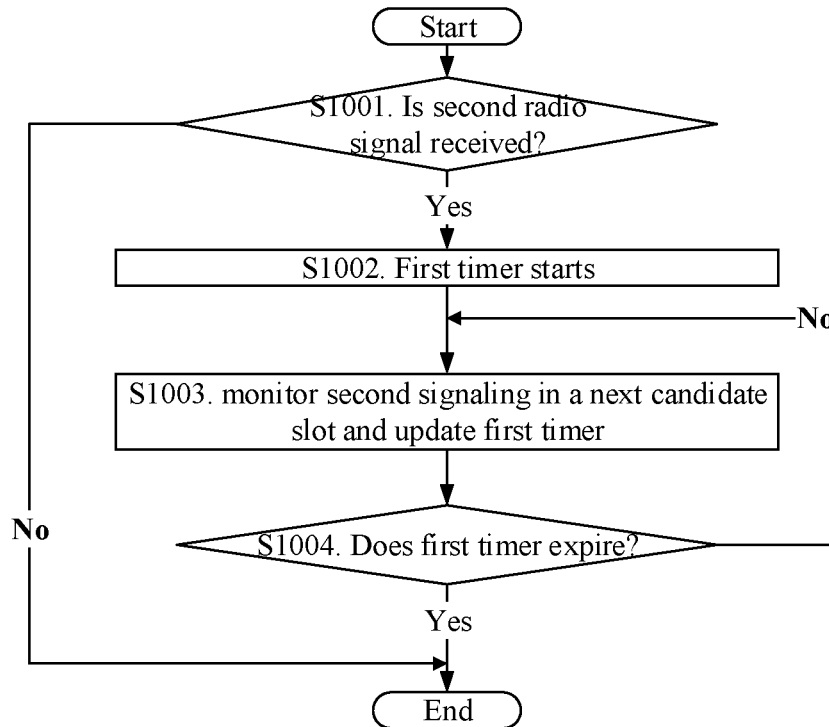 Start
S1001. Is second radio
signal received?
Yes
S1002. First timer starts
No
S1003. monitor second signaling in a next candidate
slot and update first timer
No
S1004. Does first timer expire?
Yes
End